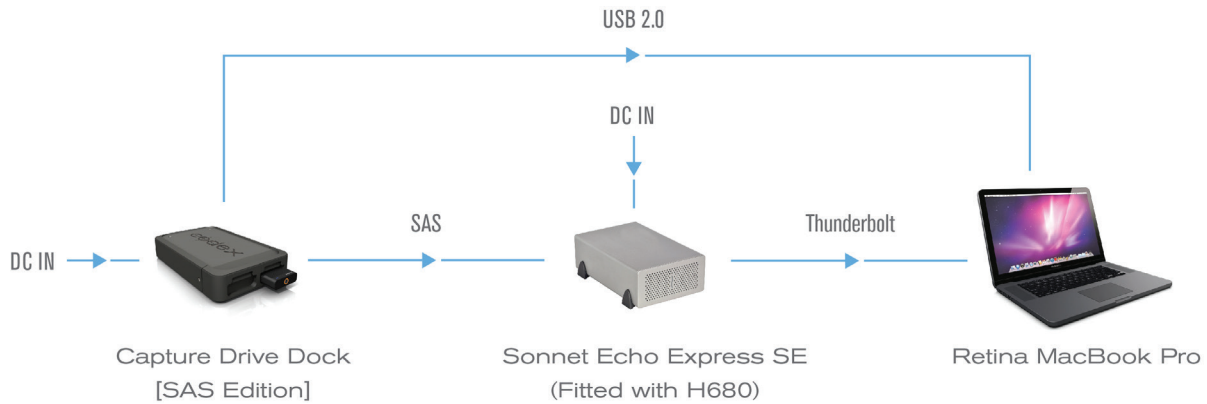 USB 2.0
DC IN
SAS
Thunderbolt
DC IN
codex
Capture Drive Dock
[SAS Edition]
Sonnet Echo Express SE
(Fitted with H680)
Retina MacBook Pro